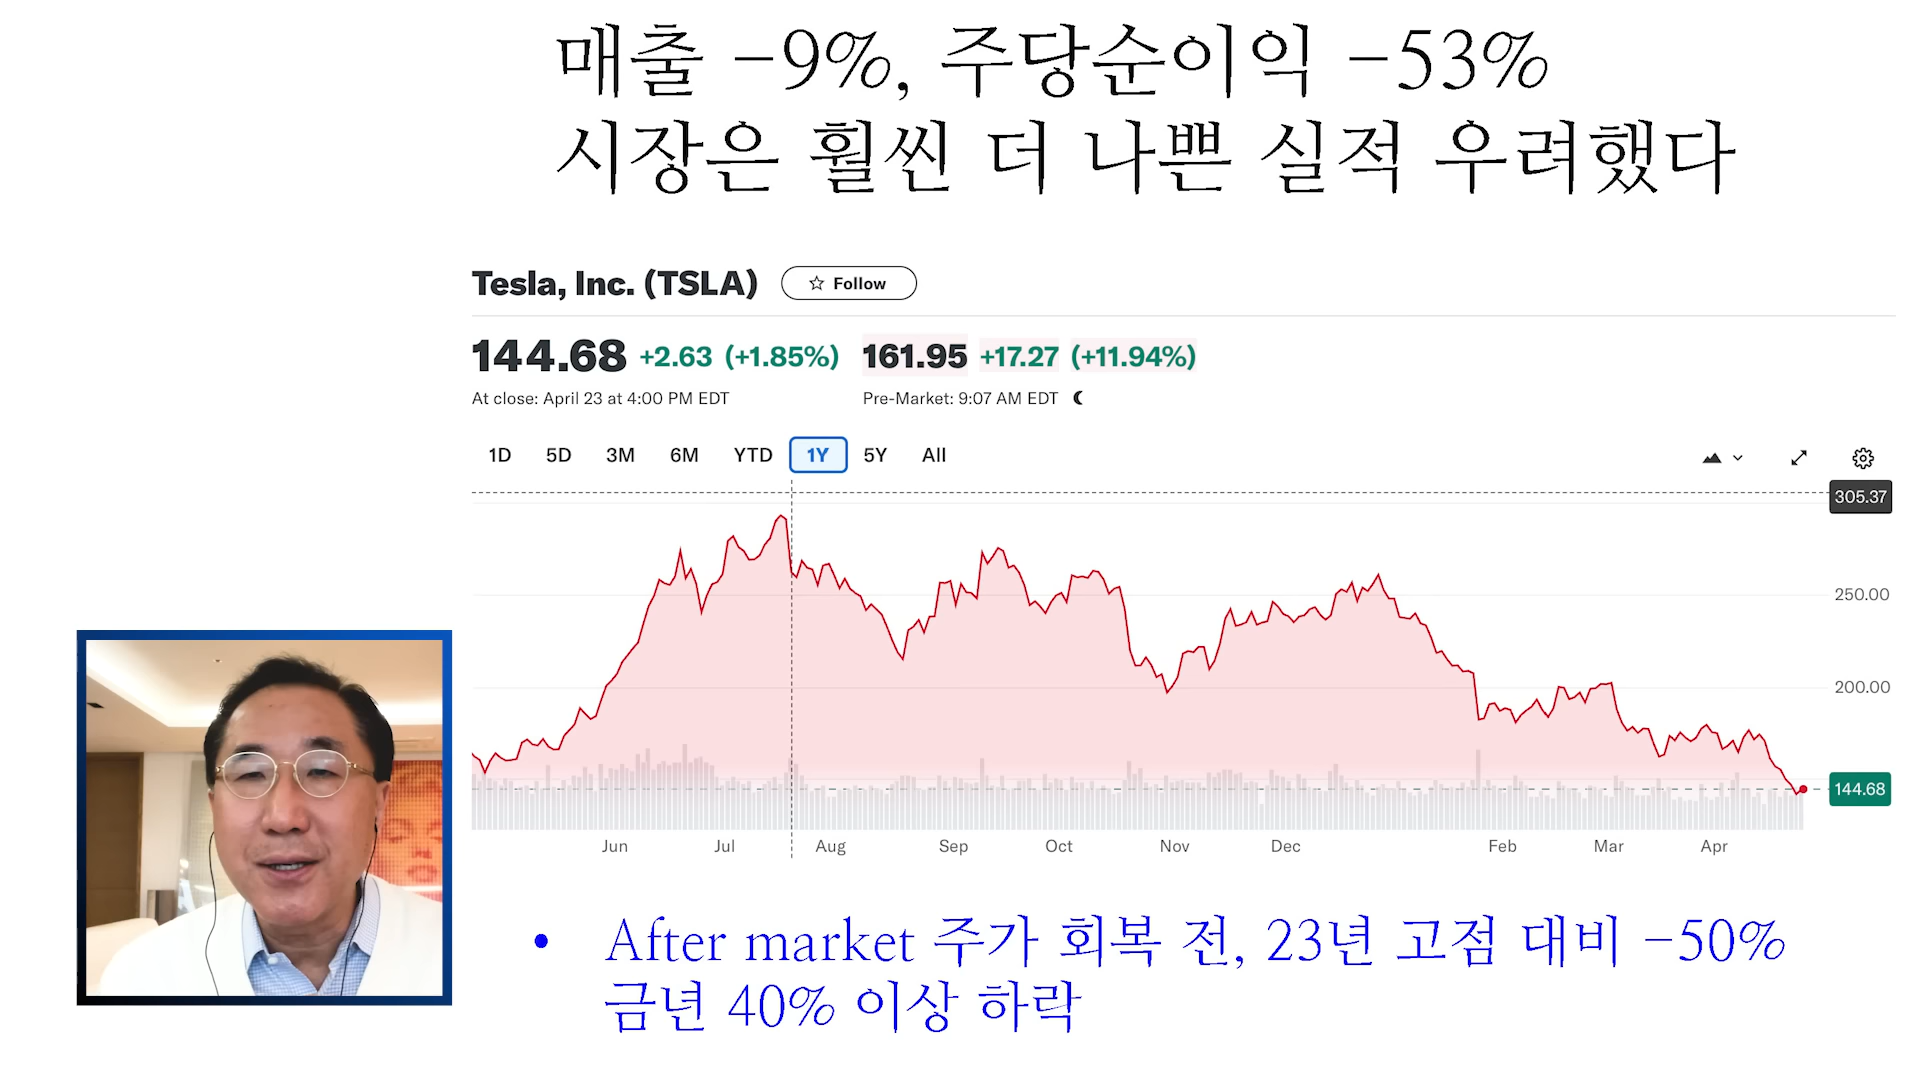 매출 -9%, 주당순이익 -53%
시장은 훨씬 더 나쁜 실적 우려했다
Tesla, Inc. (TSLA) ☆ Follow
144.68 +2.63 (+1.85%) 161.95 +17.27 (+11.94%)
At close: April 23 at 4:00 PM EDT Pre-Market: 9:07 AM EDT
1D 5D 3M 6M YTD 1Y 5Y All
305.37
250.00
200.00
144.68
Jun Jul Aug Sep Oct Nov Dec Feb Mar Apr
• After market 주가 회복 전, 23년 고점 대비 -50%
금년 40% 이상 하락